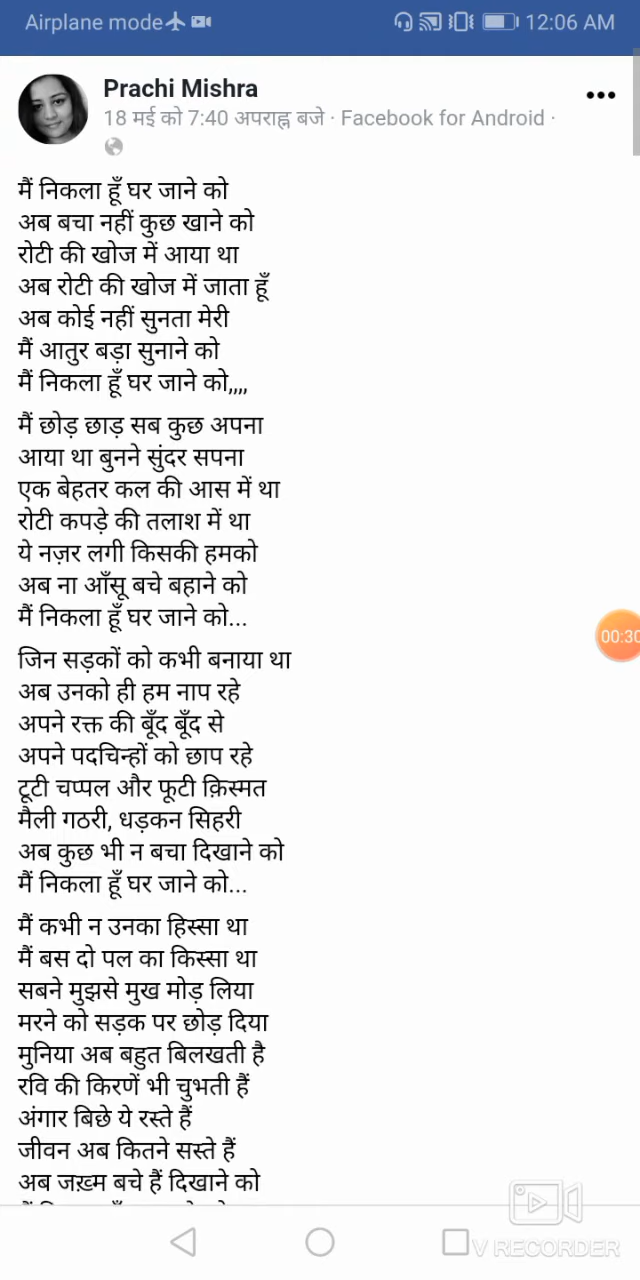 Airplane mode
12:06 AM
Prachi Mishra
18 मई को 7:40 अपराह्न बजे · Facebook for Android ·
मैं निकला हूँ घर जाने को
अब बचा नहीं कुछ खाने को
रोटी की खोज में आया था
अब रोटी की खोज में जाता हूँ
अब कोई नहीं सुनता मेरी
मैं आतुर बड़ा सुनाने को
मैं निकला हूँ घर जाने को,,,,
मैं छोड़ छाड़ सब कुछ अपना
आया था बुनने सुंदर सपना
एक बेहतर कल की आस में था
रोटी कपड़े की तलाश में था
ये नज़र लगी किसकी हमको
अब ना आँसू बचे बहाने को
मैं निकला हूँ घर जाने को...
जिन सड़कों को कभी बनाया था
अब उनको ही हम नाप रहे
अपने रक्त की बूँद बूँद से
अपने पदचिन्हों को छाप रहे
टूटी चप्पल और फूटी क़िस्मत
मैली गठरी, धड़कन सिहरी
अब कुछ भी न बचा दिखाने को
मैं निकला हूँ घर जाने को...
मैं कभी न उनका हिस्सा था
मैं बस दो पल का किस्सा था
सबने मुझसे मुख मोड़ लिया
मरने को सड़क पर छोड़ दिया
मुनिया अब बहुत बिलखती है
रवि की किरणें भी चुभती हैं
अंगार बिछे ये रस्ते हैं
जीवन अब कितने सस्ते हैं
अब जख़्म बचे हैं दिखाने को
00:30
V RECORDER